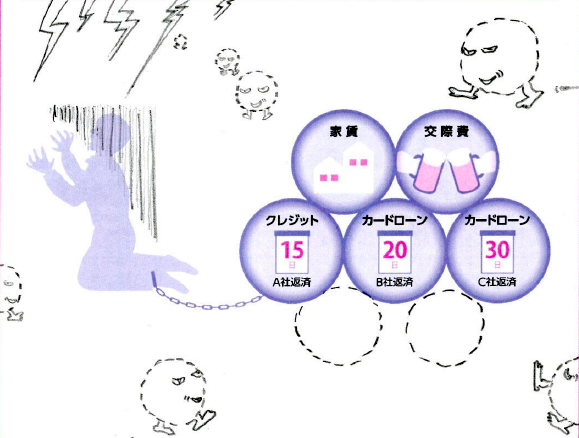 家賃
交際費
クレジット
15
日
A社返済
カードローン
20
日
B社返済
カードローン
30
日
C社返済